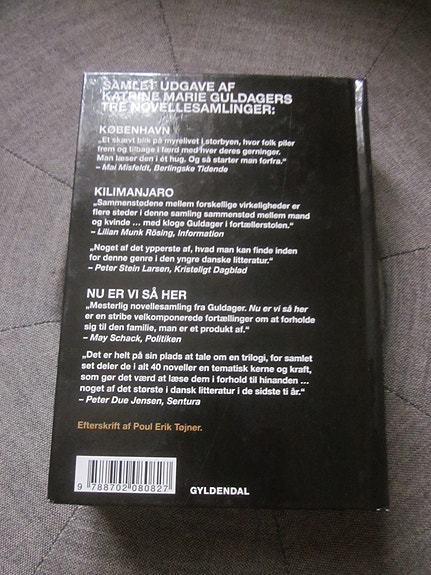 SAMLET UDGAVE AF
KATRINE MARIE GULDAGERS
TRE NOVELLESAMLINGER:
KØBENHAVN
„Et skævt blik på myrelivet i storbyen, hvor folk piler
frem og tilbage i færd med hver deres gerninger.
Man læser den i ét hug. Og så starter man forfra.“
– Mai Misfeldt, Berlingske Tidende
KILIMANJARO
„Sammenstødene mellem forskellige virkeligheder er
flere steder i denne samling sammenstød mellem mand
og kvinde ... med kloge Guldager i fortællerstolen.“
– Lilian Munk Rösing, Information
„Noget af det ypperste af, hvad man kan finde inden
for denne genre i den yngre danske litteratur.“
– Peter Stein Larsen, Kristeligt Dagblad
NU ER VI SÅ HER
„Mesterlig novellesamling fra Guldager. Nu er vi så her
er en stribe velkomponerede fortællinger om at forholde
sig til den familie, man er et produkt af.“
– May Schack, Politiken
„Det er helt på sin plads at tale om en trilogi, for samlet
set deler de i alt 40 noveller en tematisk kerne og kraft,
som gør det værd at læse dem i forhold til hinanden ...
noget af det største i dansk litteratur i de sidste ti år.“
– Peter Due Jensen, Sentura
Efterskrift af Poul Erik Tøjner.
9 788702 080827
GYLDENDAL